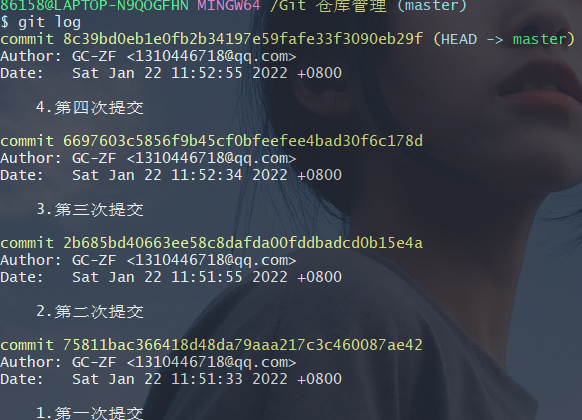 86158@LAPTOP-N9QOGFHN MINGW64 /Git 仓库管理 (master)
$ git log
commit 8c39bd0eb1e0fb2b34197e59fafe33f3090eb29f (HEAD -> master)
Author: GC-ZF <1310446718@qq.com>
Date:   Sat Jan 22 11:52:55 2022 +0800
4.第四次提交
commit 6697603c5856f9b45cf0bfeefee4bad30f6c178d
Author: GC-ZF <1310446718@qq.com>
Date:   Sat Jan 22 11:52:34 2022 +0800
3.第三次提交
commit 2b685bd40663ee58c8dafda00fddbadcd0b15e4a
Author: GC-ZF <1310446718@qq.com>
Date:   Sat Jan 22 11:51:55 2022 +0800
2.第二次提交
commit 75811bac366418d48da79aaa217c3c460087ae42
Author: GC-ZF <1310446718@qq.com>
Date:   Sat Jan 22 11:51:33 2022 +0800
1.第一次提交